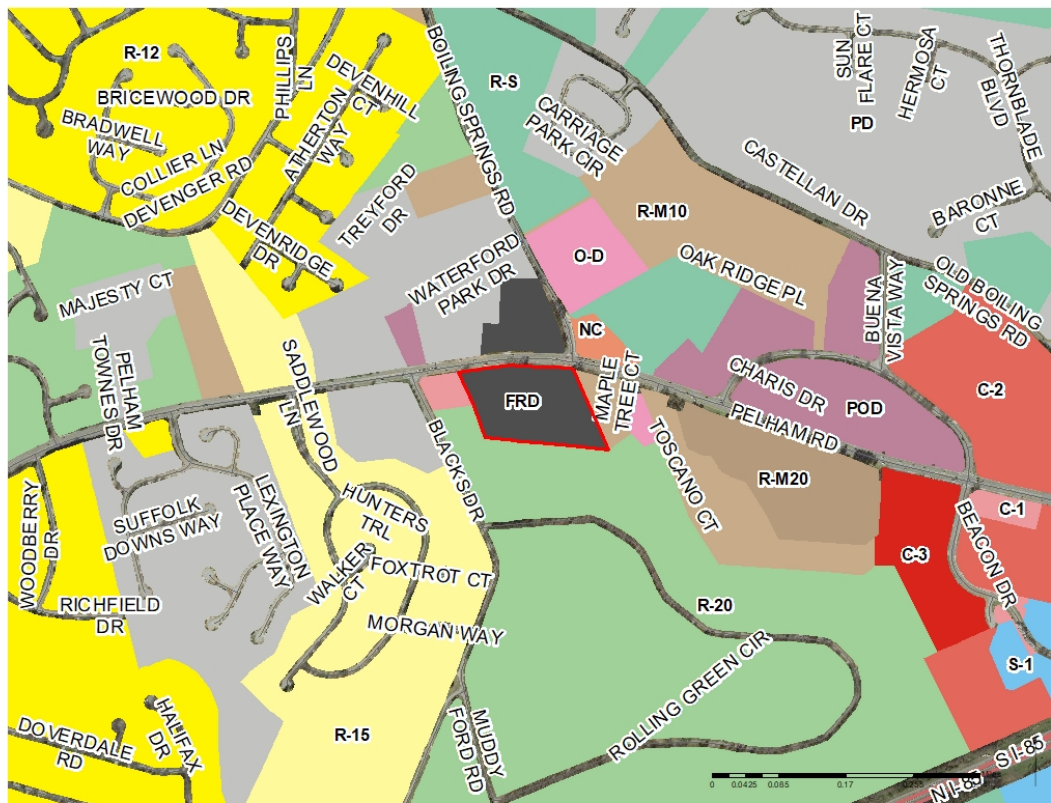 R-12
BRICEWOOD DR
BRADWELL
WAY
COLLIER LN
DEVENGER RD
PHILLIPS
LN
ATHERTON
WAY
DEVENHILL
CT
DEVENRIDGE
DR
TREYFORD
DR
BOILING SPRINGS RD
R-S
CARRIAGE
PARK CIR
SUN
FLARE CT
HERMOSA
CT
THORNBLADE
BLVD
PD
CASTELLAN DR
BARONNE
CT
R-M10
O-D
OAK RIDGE PL
BUENA
VISTA WAY
OLD BOILING
SPRINGS RD
WATERFORD
PARK DR
MAJESTY CT
PELHAM
TOWNES DR
SADDLEWOOD
LN
NC
MAPLE
TREE CT
FRD
CHARIS DR
POD
PELHAM RD
C-2
BLACKS DR
TOSCANO CT
R-M20
C-1
BEACON DR
C-3
WOODBERRY
DR
SUFFOLK
DOWNS WAY
LEXINGTON
PLACE WAY
HUNTERS
TRL
WALKER
CT
FOXTROT CT
MORGAN WAY
RICHFIELD
DR
R-20
S-1
ROLLING GREEN CIR
R-15
HALIFAX
DR
DOVERDALE
RD
MUDDY
FORD RD
S I-85
N I-85
0 0.0425 0.085 0.17